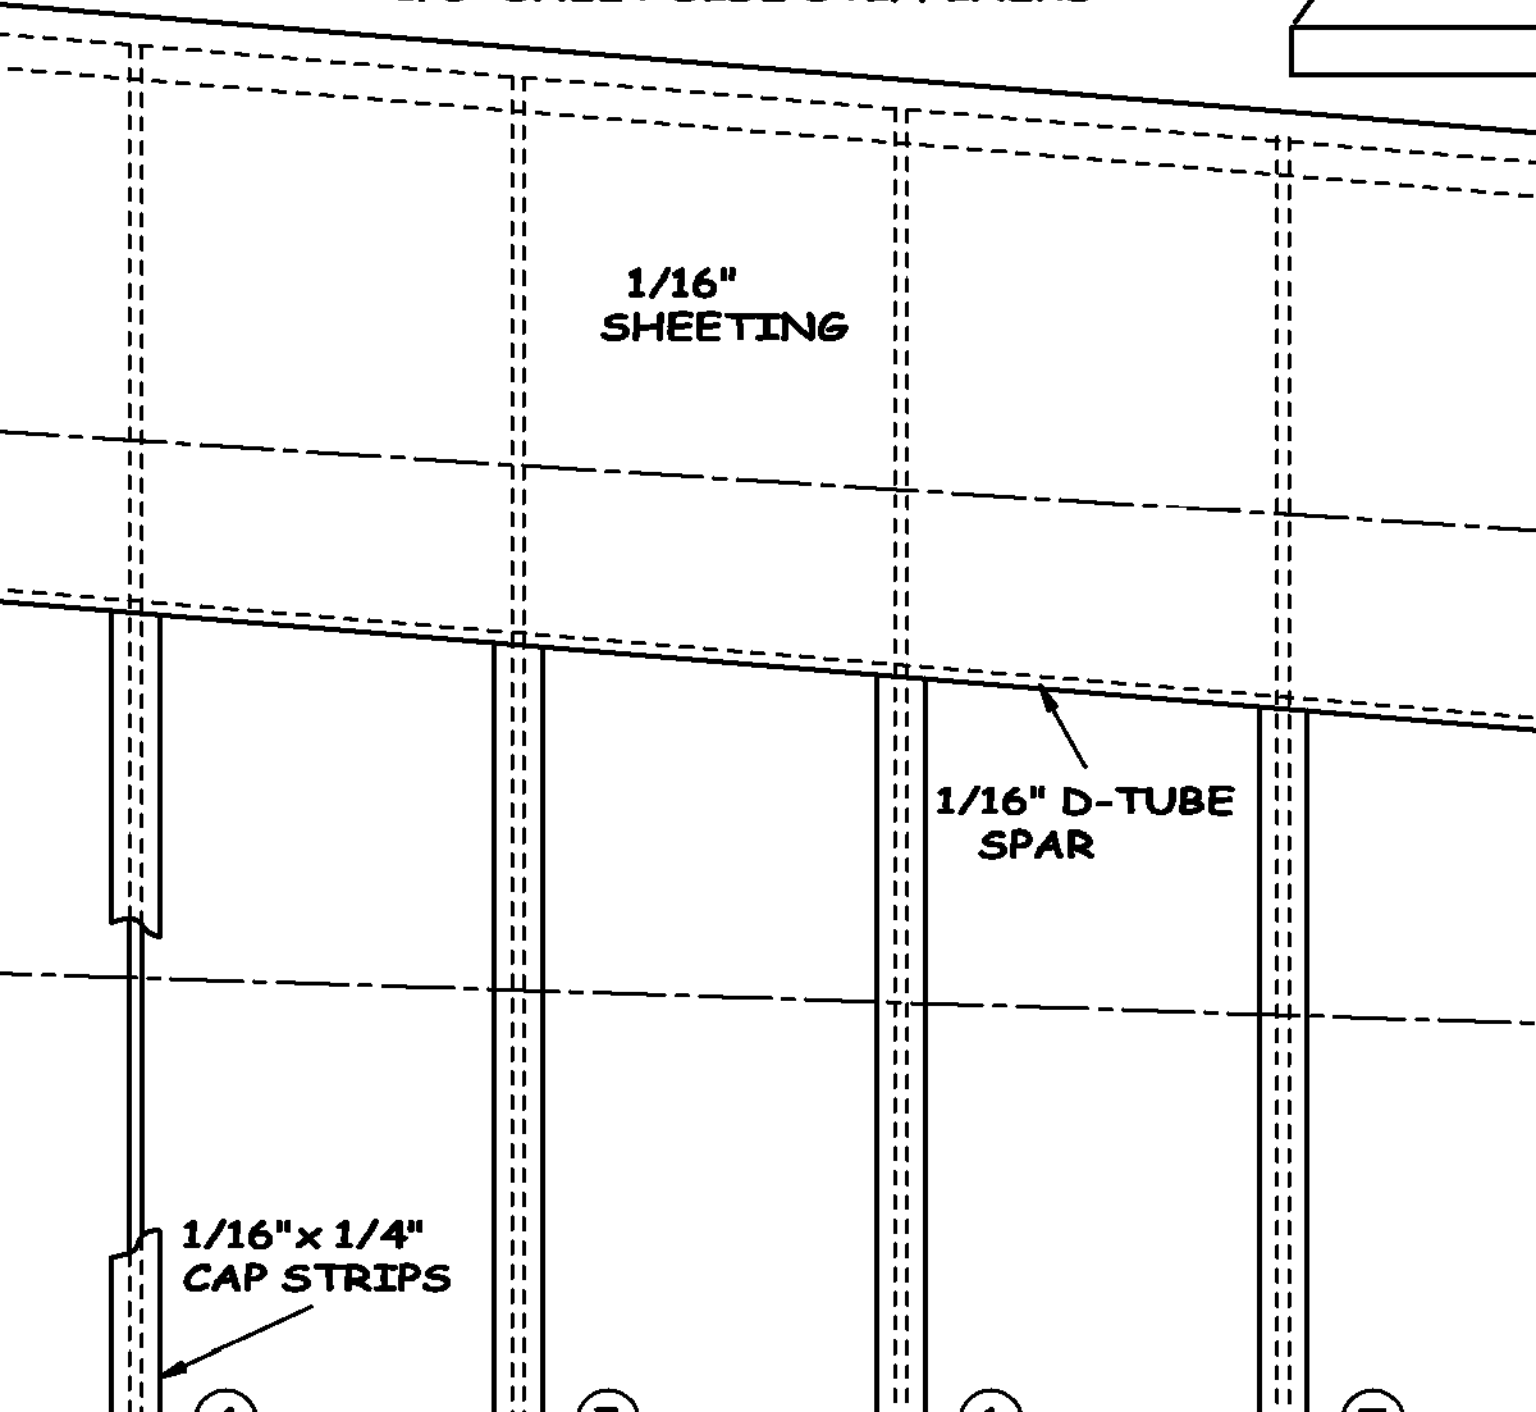 1/16"
SHEETING
1/16" D-TUBE
SPAR
1/16"x 1/4"
CAP STRIPS